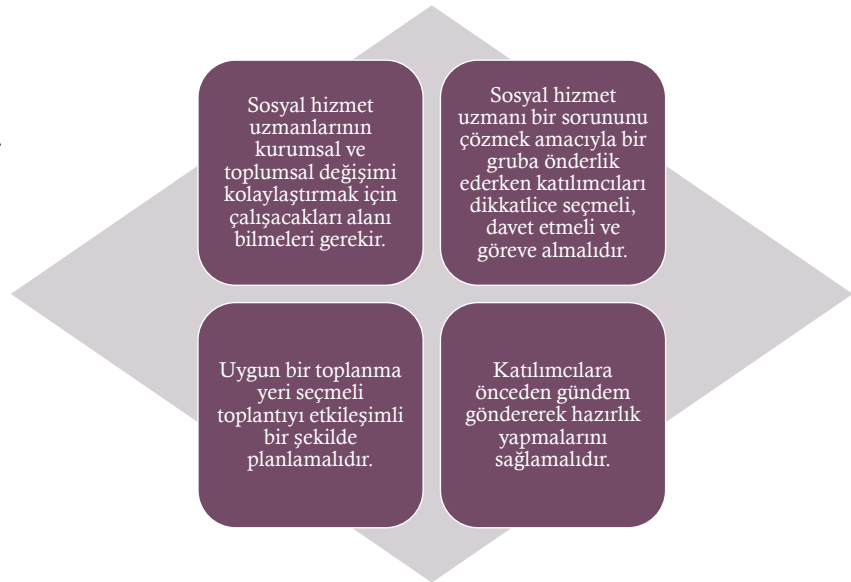 Sosyal hizmet
uzmanlarının
kurumsal ve
toplumsal değişimi
kolaylaştırmak için
çalışacakları alanı
bilmeleri gerekir.
Sosyal hizmet
uzmanı bir sorununu
çözmek amacıyla bir
gruba önderlik
ederken katılımcıları
dikkatlice seçmeli,
davet etmeli ve
göreve almalıdır.
Uygun bir toplanma
yeri seçmeli
toplantıyı etkileşimli
bir şekilde
planlamalıdır.
Katılımcılara
önceden gündem
göndererek hazırlık
yapmalarını
sağlamalıdır.